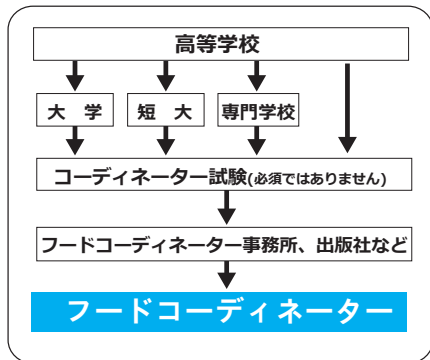 高等学校
大　学　短　大　専門学校
コーディネーター試験(必須ではありません)
フードコーディネーター事務所、出版社など
フードコーディネーター